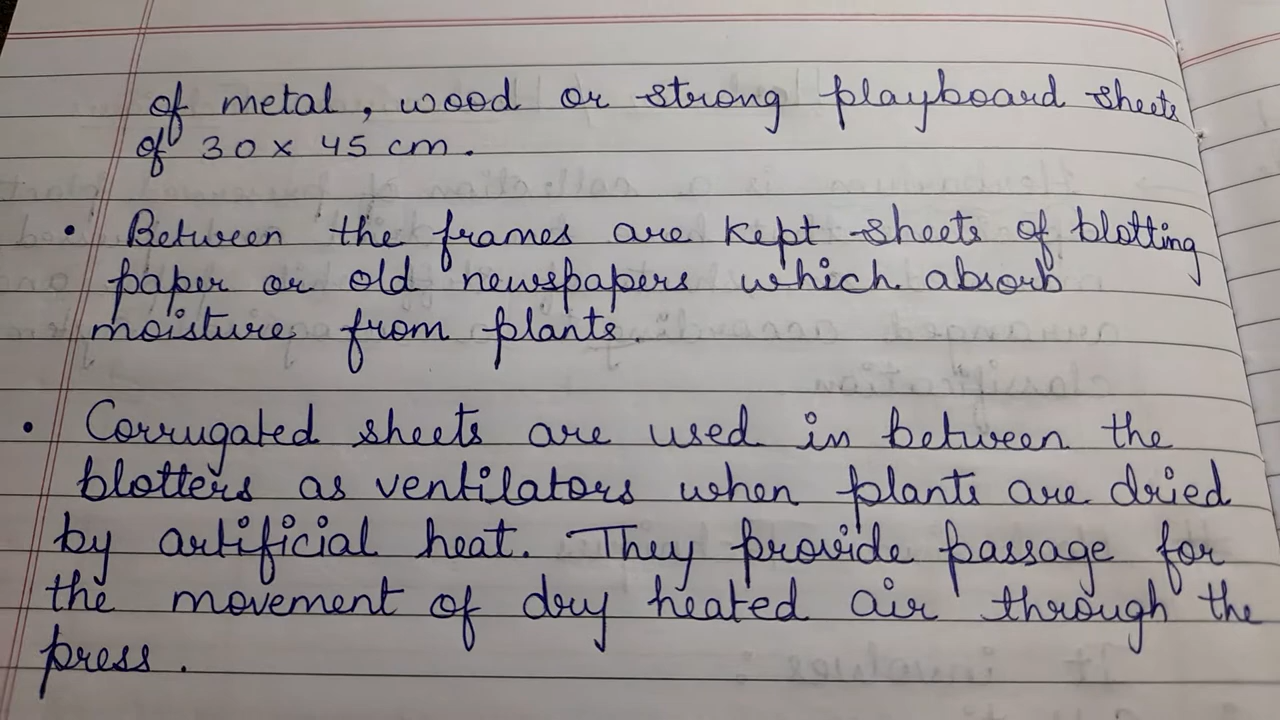 of metal, wood or strong playboard sheets
of 30 x 45 cm.
• Between the frames are kept sheets of blotting
paper or old newspapers which absorb
moisture from plants.
• Corrugated sheets are used in between the
blotters as ventilators when plants are dried
by artificial heat. They provide passage for
the movement of dry heated air through the
press.